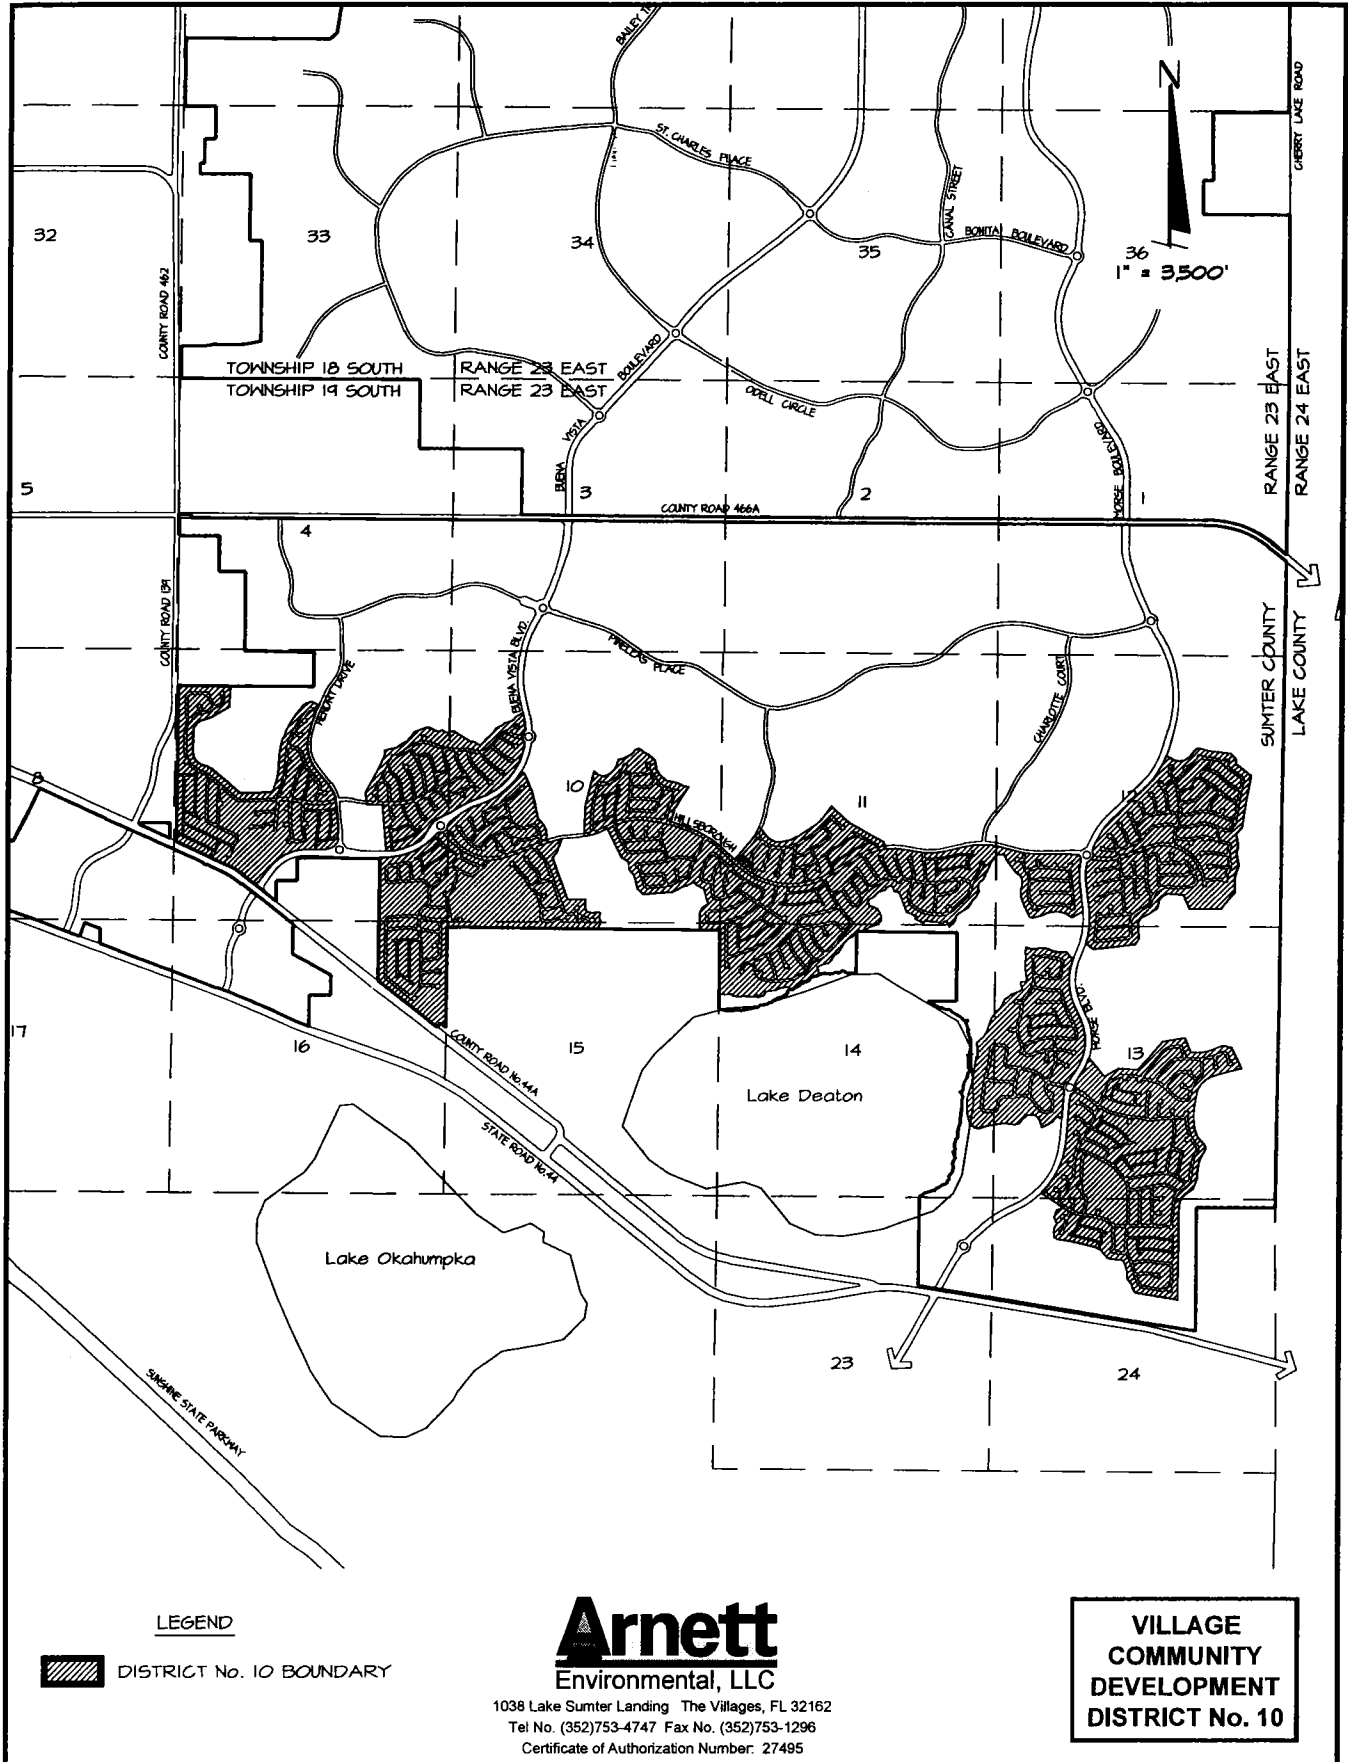 BAILEY TR
CHERRY LAKE ROAD
N
ST. CHARLES PLACE
CANAL STREET
32
33
34
35
BONITA BOULEVARD
36
1" = 3,500'
COUNTY ROAD 462
TOWNSHIP 18 SOUTH
RANGE 23 EAST
TOWNSHIP 19 SOUTH
RANGE 23 EAST
BUENA VISTA BOULEVARD
ODELL CIRCLE
MORSE BOULEVARD
RANGE 23 EAST
RANGE 24 EAST
5
4
3
2
1
COUNTY ROAD 466A
COUNTY ROAD 139
BUENA VISTA BLVD.
PINELLAS PLACE
CHARLOTTE COURT
SUMTER COUNTY
LAKE COUNTY
8
10
11
12
HILLSBOROUGH
MORSE BLVD.
17
16
15
14
13
COUNTY ROAD No.44A
STATE ROAD No.44
Lake Deaton
Lake Okahumpka
23
24
SUNSHINE STATE PARKWAY
LEGEND
DISTRICT No. 10 BOUNDARY
Arnett
Environmental, LLC
1038 Lake Sumter Landing The Villages, FL 32162
Tel No. (352)753-4747 Fax No. (352)753-1296
Certificate of Authorization Number: 27495
VILLAGE
COMMUNITY
DEVELOPMENT
DISTRICT No. 10